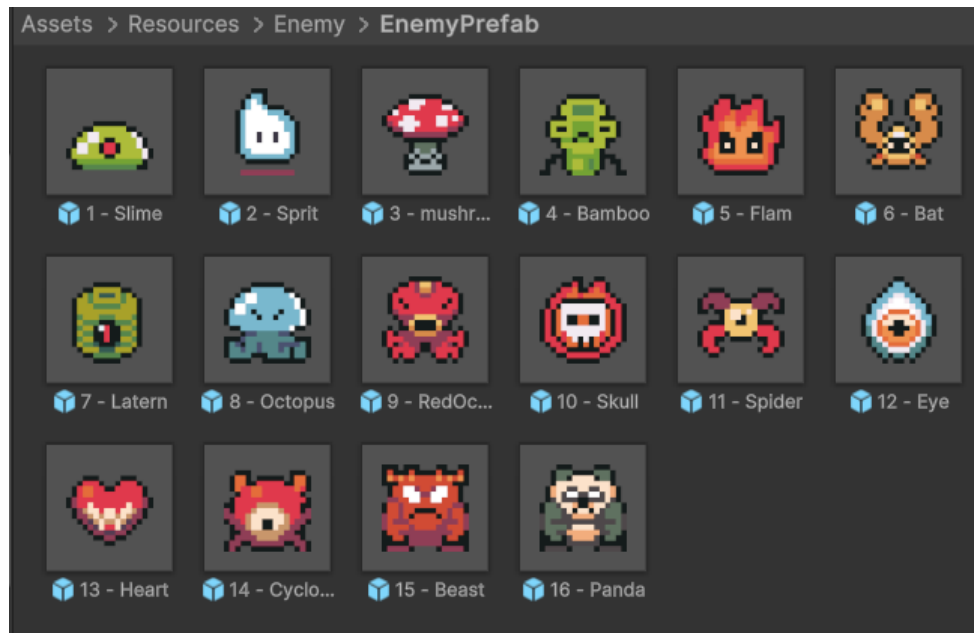 Assets > Resources > Enemy > EnemyPrefab
1 - Slime
2 - Sprit
3 - mushr...
4 - Bamboo
5 - Flam
6 - Bat
7 - Latern
8 - Octopus
9 - RedOc...
10 - Skull
11 - Spider
12 - Eye
13 - Heart
14 - Cyclo...
15 - Beast
16 - Panda